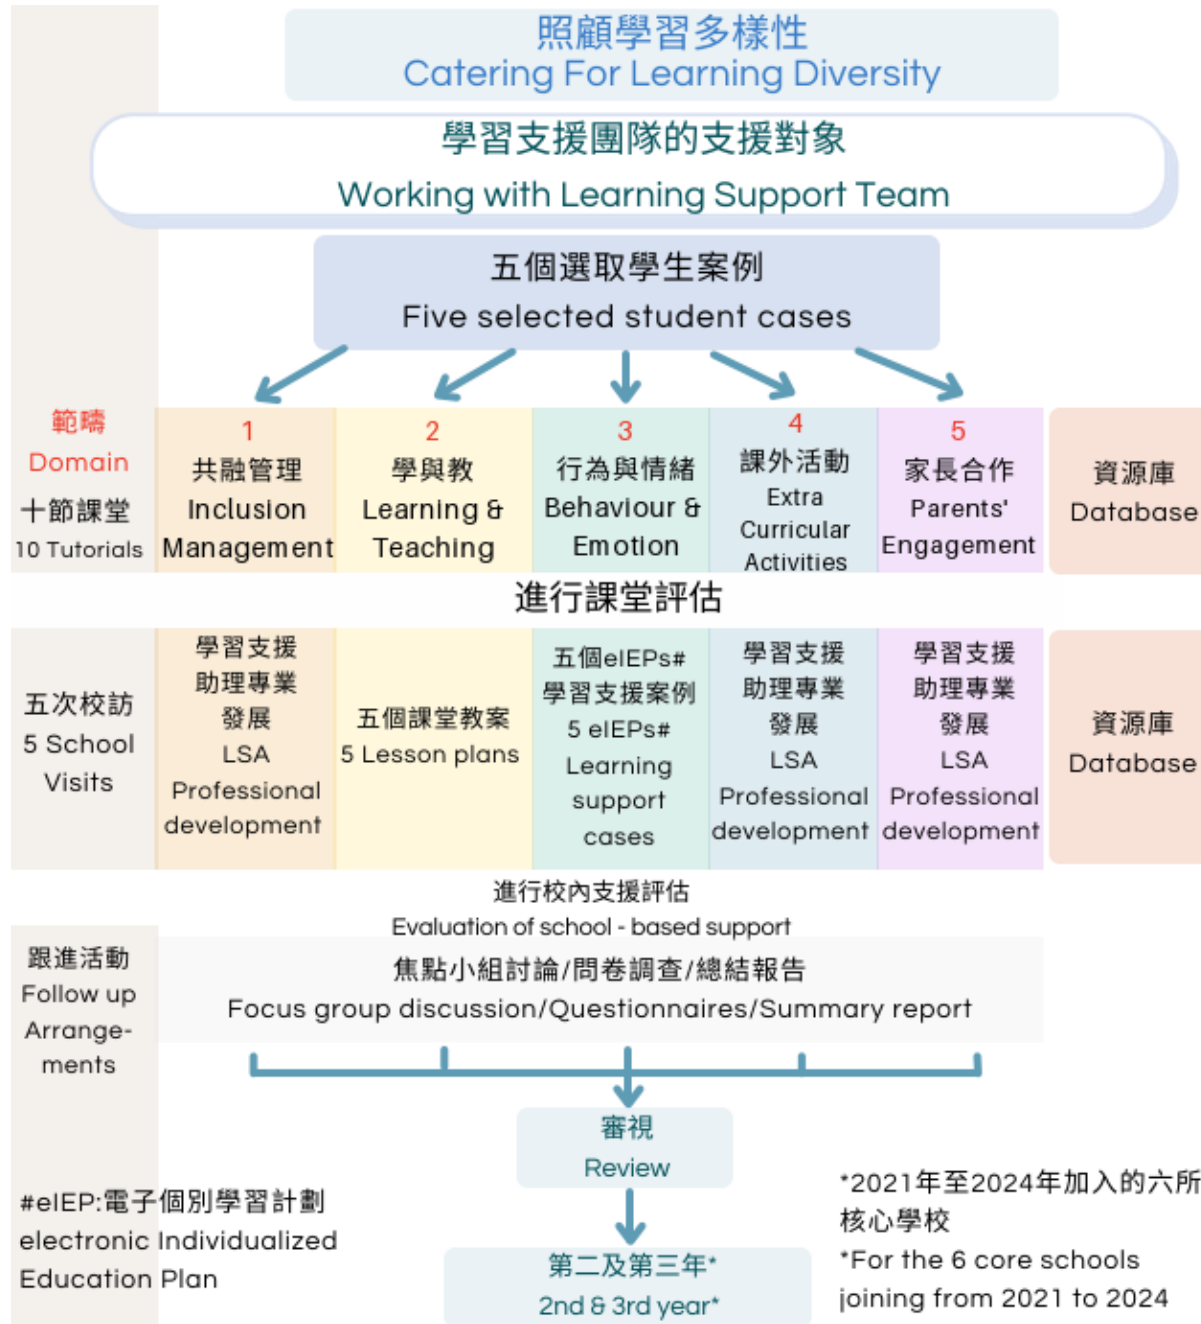 照顧學習多樣性
Catering For Learning Diversity
學習支援團隊的支援對象
Working with Learning Support Team
五個選取學生案例
Five selected student cases
範疇
Domain
十節課堂
10 Tutorials
1
共融管理
Inclusion
Management
2
學與教
Learning &
Teaching
3
行為與情緒
Behaviour &
Emotion
4
課外活動
Extra
Curricular
Activities
5
家長合作
Parents'
Engagement
資源庫
Database
進行課堂評估
五次校訪
5 School
Visits
學習支援
助理專業
發展
LSA
Professional
development
五個課堂教案
5 Lesson plans
五個eIEPs#
學習支援案例
5 eIEPs#
Learning
support
cases
學習支援
助理專業
發展
LSA
Professional
development
學習支援
助理專業
發展
LSA
Professional
development
資源庫
Database
進行校內支援評估
Evaluation of school - based support
跟進活動
Follow up
Arrange-
ments
焦點小組討論/問卷調查/總結報告
Focus group discussion/Questionnaires/Summary report
審視
Review
第二及第三年*
2nd & 3rd year*
#eIEP:電子個別學習計劃
electronic Individualized
Education Plan
*2021年至2024年加入的六所
核心學校
*For the 6 core schools
joining from 2021 to 2024